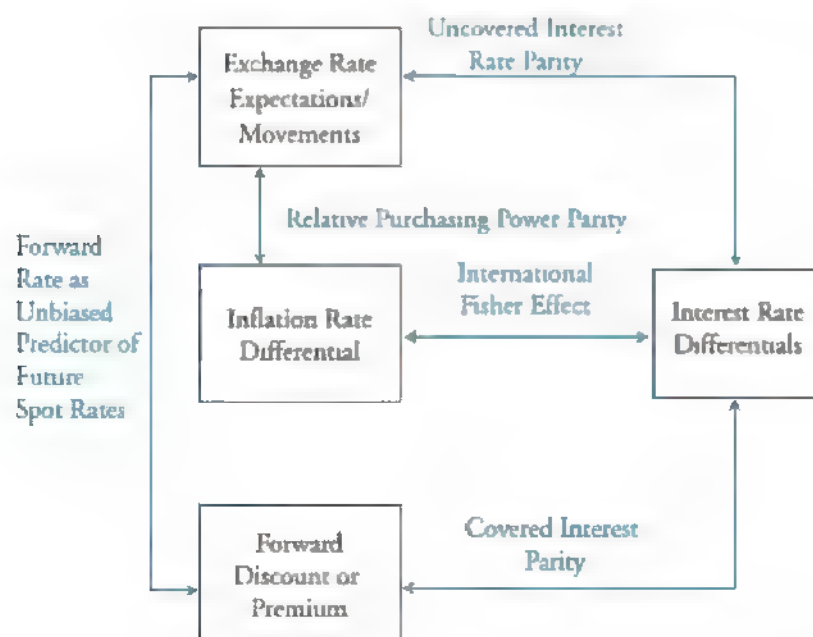 Uncovered Interest
Rate Parity
Exchange Rate
Expectations/
Movements
Relative Purchasing Power Parity
Forward
Rate as
Unbiased
Predictor of
Future
Spot Rates
International
Fisher Effect
Inflation Rate
Differential
Interest Rate
Differentials
Covered Interest
Parity
Forward
Discount or
Premium